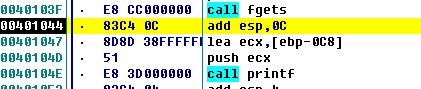 0040103F . E8 CC000000 call fgets
00401044 . 83C4 0C add esp,0C
00401047 . 8D8D 38FFFFFF lea ecx,[ebp-0C8]
0040104D . 51 push ecx
0040104E . E8 3D000000 call printf